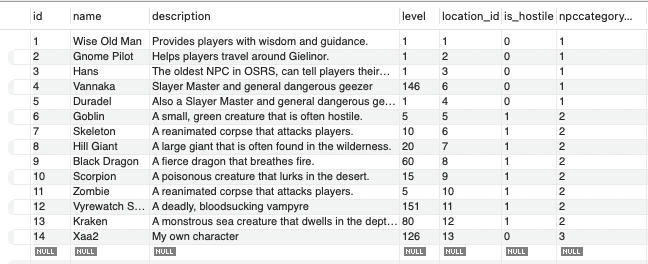 id name description level location_id is_hostile npccategory...
1 Wise Old Man Provides players with wisdom and guidance. 1 1 0 1
2 Gnome Pilot Helps players travel around Gielinor. 1 2 0 1
3 Hans The oldest NPC in OSRS, can tell players their... 1 3 0 1
4 Vannaka Slayer Master and general dangerous geezer 146 6 0 1
5 Duradel Also a Slayer Master and general dangerous ge... 1 4 0 1
6 Goblin A small, green creature that is often hostile. 5 5 1 2
7 Skeleton A reanimated corpse that attacks players. 10 6 1 2
8 Hill Giant A large giant that is often found in the wilderness. 20 7 1 2
9 Black Dragon A fierce dragon that breathes fire. 60 8 1 2
10 Scorpion A poisonous creature that lurks in the desert. 15 9 1 2
11 Zombie A reanimated corpse that attacks players. 5 10 1 2
12 Vyrewatch S... A deadly, bloodsucking vampyre 151 11 1 2
13 Kraken A monstrous sea creature that dwells in the dept... 80 12 1 2
14 Xaa2 My own character 126 13 0 3
NULL NULL NULL NULL NULL NULL NULL